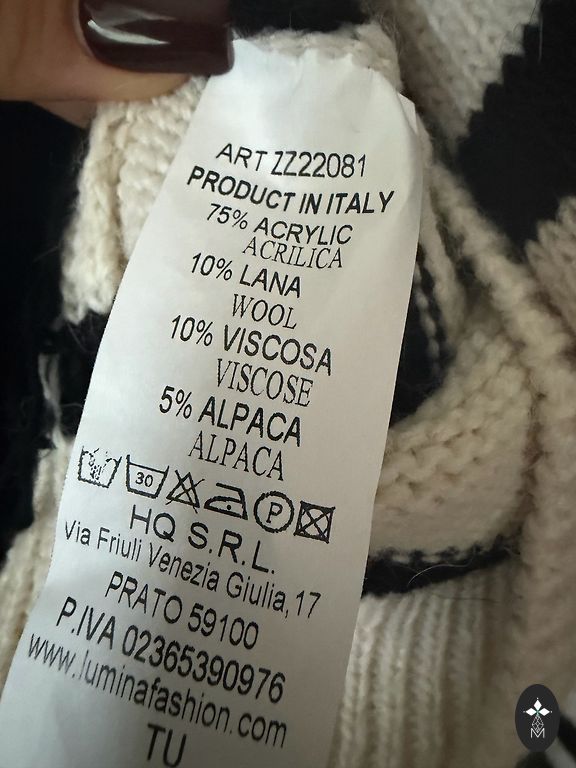 ART ZZ22081
PRODUCT IN ITALY
75% ACRYLIC
ACRILICA
10% LANA
WOOL
10% VISCOSA
VISCOSE
5% ALPACA
ALPACA
30 P
HQ S.R.L.
Via Friuli Venezia Giulia, 17
PRATO 59100
P.IVA 02365390976
www.luminafashion.com
TU
M